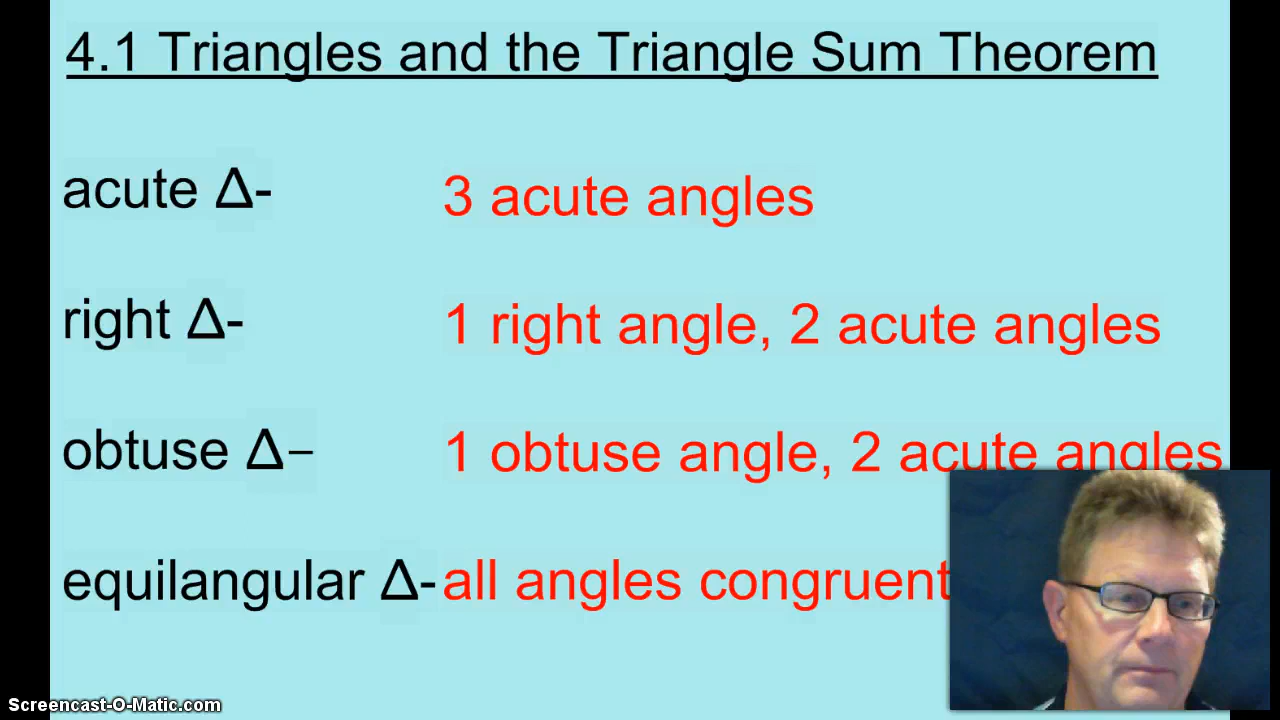 4.1 Triangles and the Triangle Sum Theorem
acute Δ- 3 acute angles
right Δ- 1 right angle, 2 acute angles
obtuse Δ– 1 obtuse angle, 2 acute angles
equilangular Δ- all angles congruent
Screencast-O-Matic.com